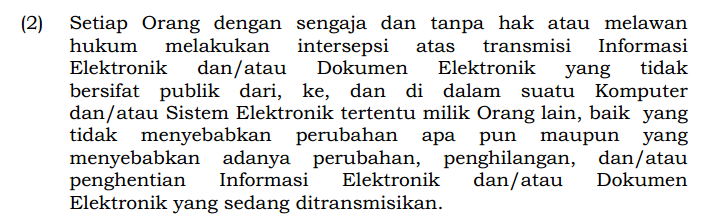 (2) Setiap Orang dengan sengaja dan tanpa hak atau melawan
hukum melakukan intersepsi atas transmisi Informasi
Elektronik dan/atau Dokumen Elektronik yang tidak
bersifat publik dari, ke, dan di dalam suatu Komputer
dan/atau Sistem Elektronik tertentu milik Orang lain, baik yang
tidak menyebabkan perubahan apa pun maupun yang
menyebabkan adanya perubahan, penghilangan, dan/atau
penghentian Informasi Elektronik dan/atau Dokumen
Elektronik yang sedang ditransmisikan.